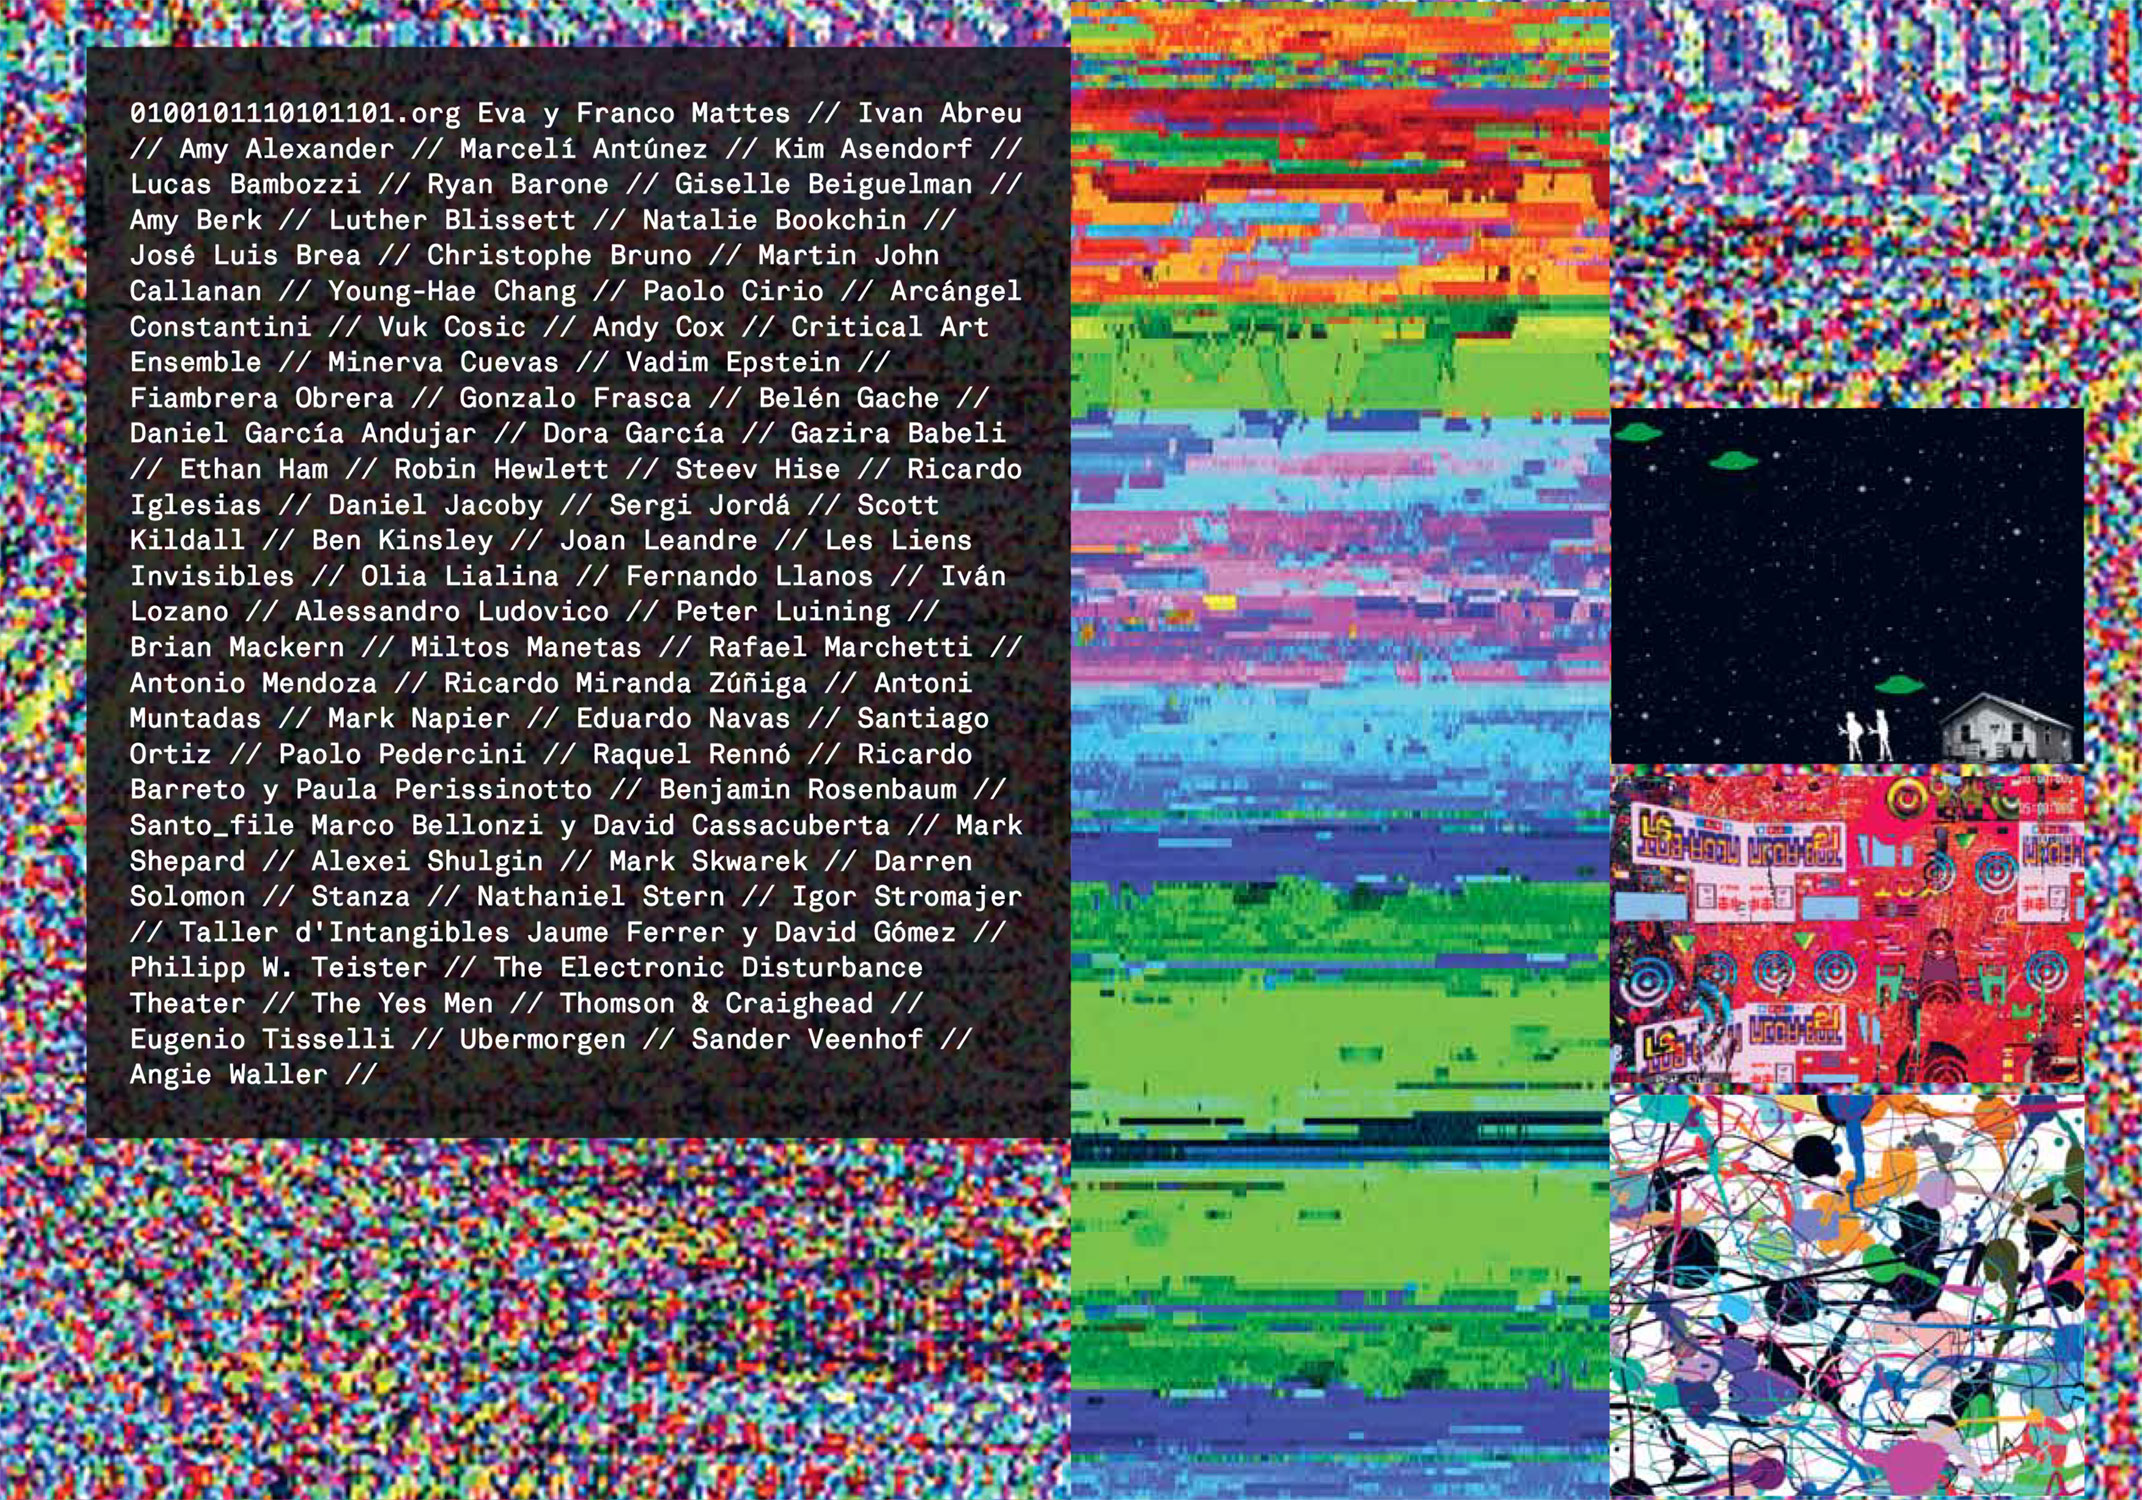 0100101110101101.org Eva y Franco Mattes // Ivan Abreu
// Amy Alexander // Marcelí Antúnez // Kim Asendorf //
Lucas Bambozzi // Ryan Barone // Giselle Beiguelman //
Amy Berk // Luther Blissett // Natalie Bookchin //
José Luis Brea // Christophe Bruno // Martin John
Callanan // Young-Hae Chang // Paolo Cirio // Arcángel
Constantini // Vuk Cosic // Andy Cox // Critical Art
Ensemble // Minerva Cuevas // Vadim Epstein //
Fiambrera Obrera // Gonzalo Frasca // Belén Gache //
Daniel García Andujar // Dora García // Gazira Babeli
// Ethan Ham // Robin Hewlett // Steev Hise // Ricardo
Iglesias // Daniel Jacoby // Sergi Jordá // Scott
Kildall // Ben Kinsley // Joan Leandre // Les Liens
Invisibles // Olia Lialina // Fernando Llanos // Iván
Lozano // Alessandro Ludovico // Peter Luining //
Brian Mackern // Miltos Manetas // Rafael Marchetti //
Antonio Mendoza // Ricardo Miranda Zúñiga // Antoni
Muntadas // Mark Napier // Eduardo Navas // Santiago
Ortiz // Paolo Pedercini // Raquel Rennó // Ricardo
Barreto y Paula Perissinotto // Benjamin Rosenbaum //
Santo_file Marco Bellonzi y David Cassacuberta // Mark
Shepard // Alexei Shulgin // Mark Skwarek // Darren
Solomon // Stanza // Nathaniel Stern // Igor Stromajer
// Taller d'Intangibles Jaume Ferrer y David Gómez //
Philipp W. Teister // The Electronic Disturbance
Theater // The Yes Men // Thomson & Craighead //
Eugenio Tisselli // Ubermorgen // Sander Veenhof //
Angie Waller //